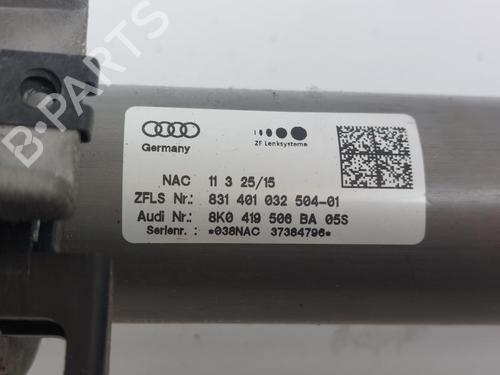 B-PARTS
Germany
ZF Lenksysteme
NAC 11 3 25/15
ZFLS Nr.: 831 401 032 504-01
Audi Nr.: 8K0 419 506 BA 05S
Serienr.: *038NAC 37384796*